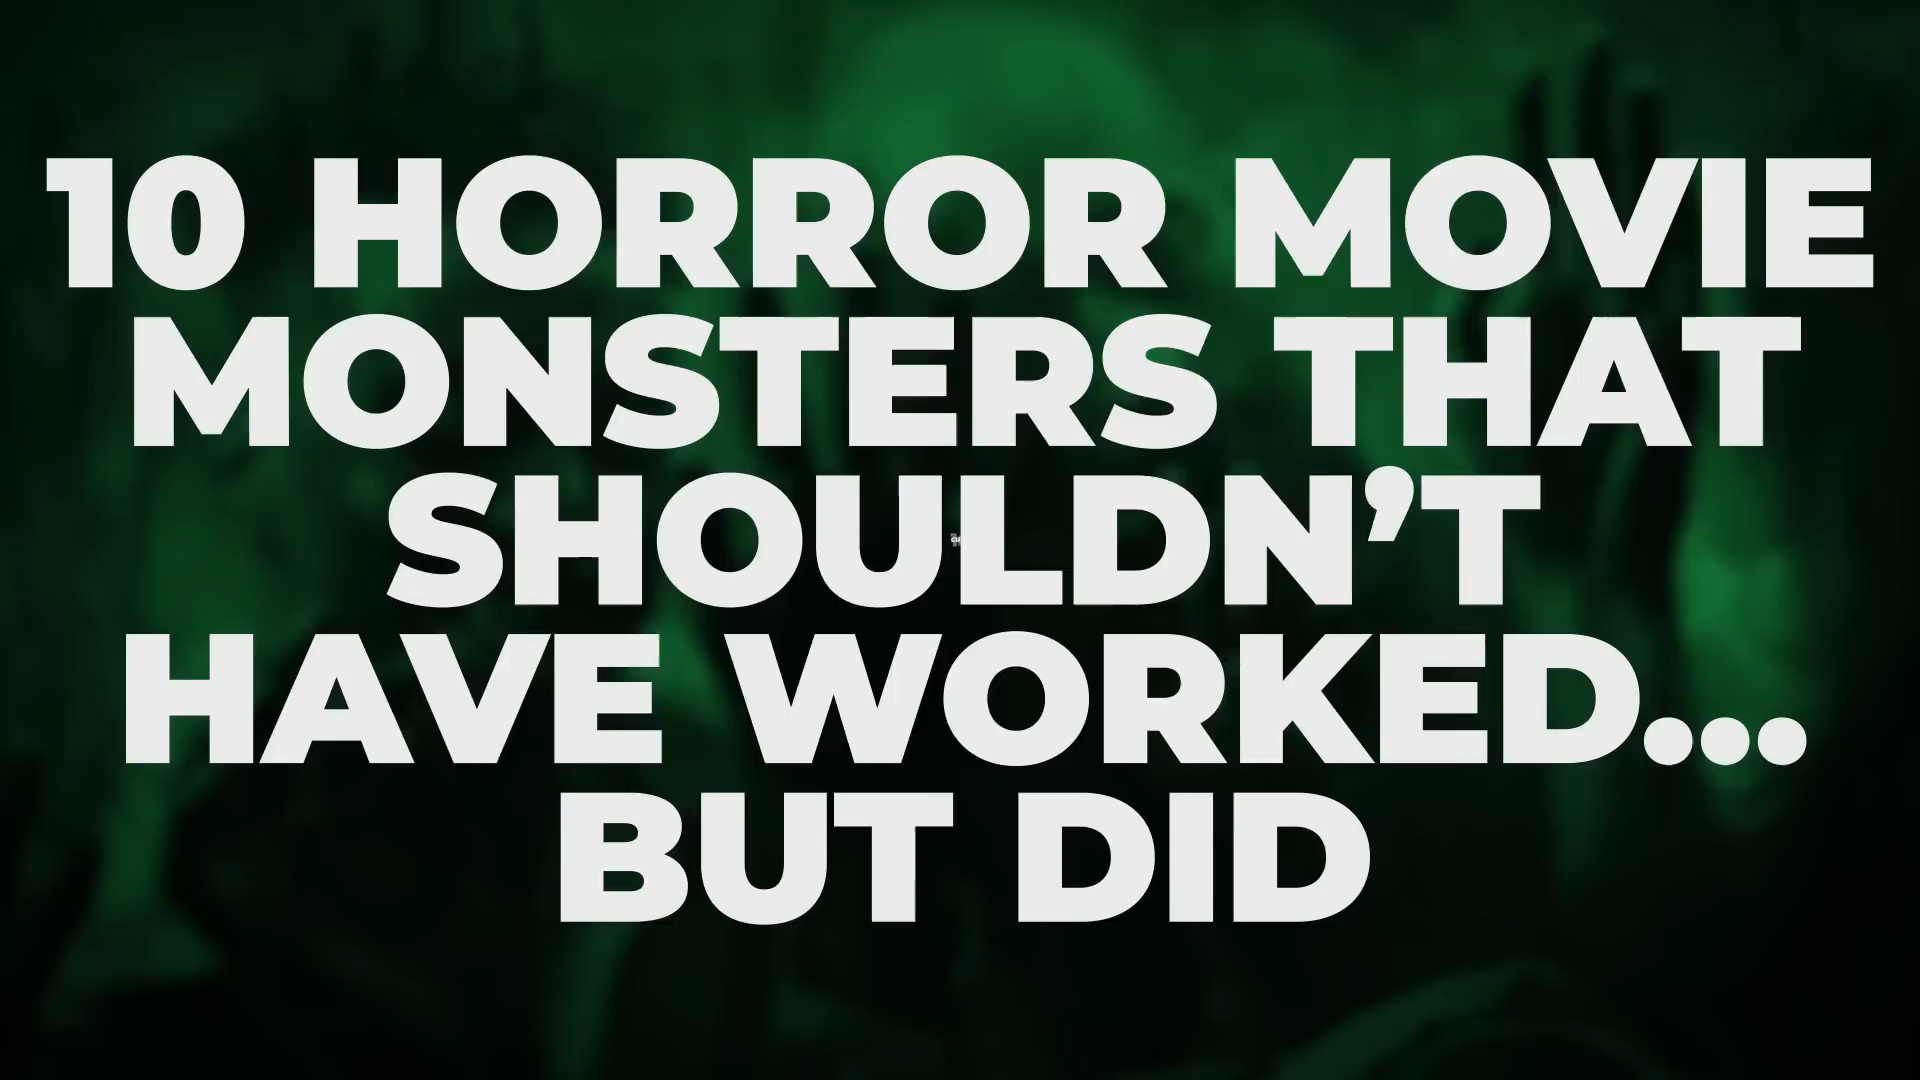 10 HORROR MOVIE
MONSTERS THAT
SHOULDN’T
HAVE WORKED...
BUT DID